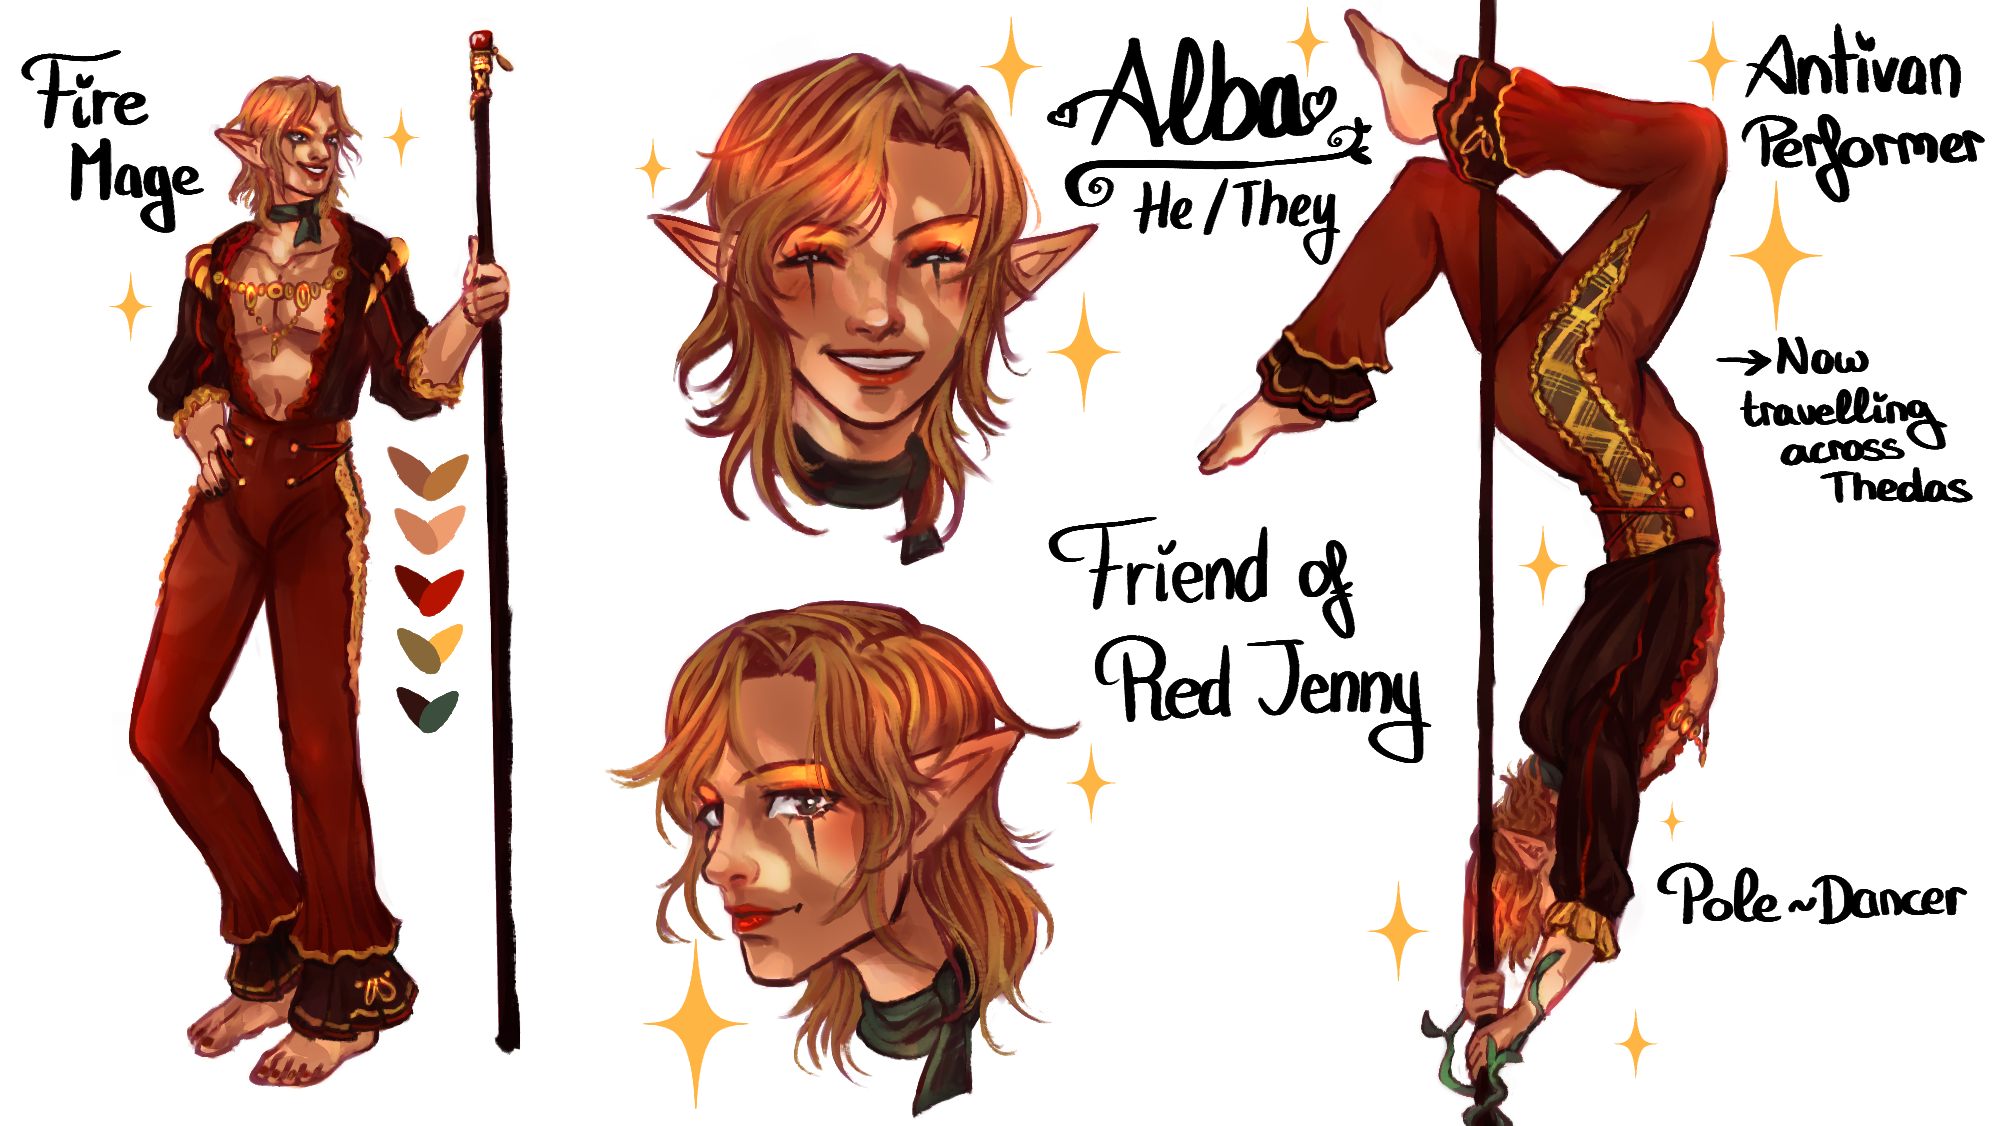 Fire
Mage
Alba
He/They
Antivan
Performer
→ Now
travelling
across
Thedas
Friend of
Red Jenny
Pole~Dancer